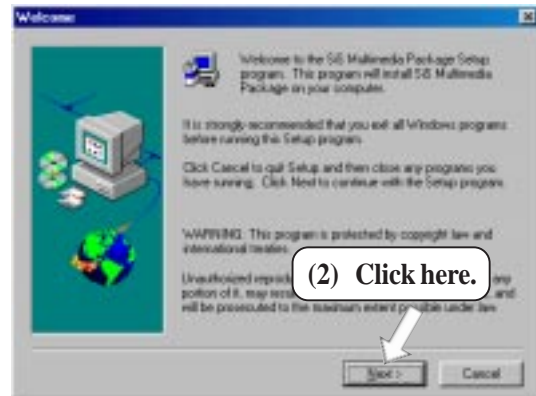 Welcome
Welcome to the SiS Multimedia Package Setup
program. This program will install SiS Multimedia
Package on your computer.
It is strongly recommended that you exit all Windows programs
before running this Setup program.
Click Cancel to quit Setup and then close any programs you
have running. Click Next to continue with the Setup program.
WARNING: This program is protected by copyright law and
international treaties.
Unauthorized any
portion of it, may and
will be prosecuted to the maximum extent possible under law.
(2) Click here.
Next >
Cancel